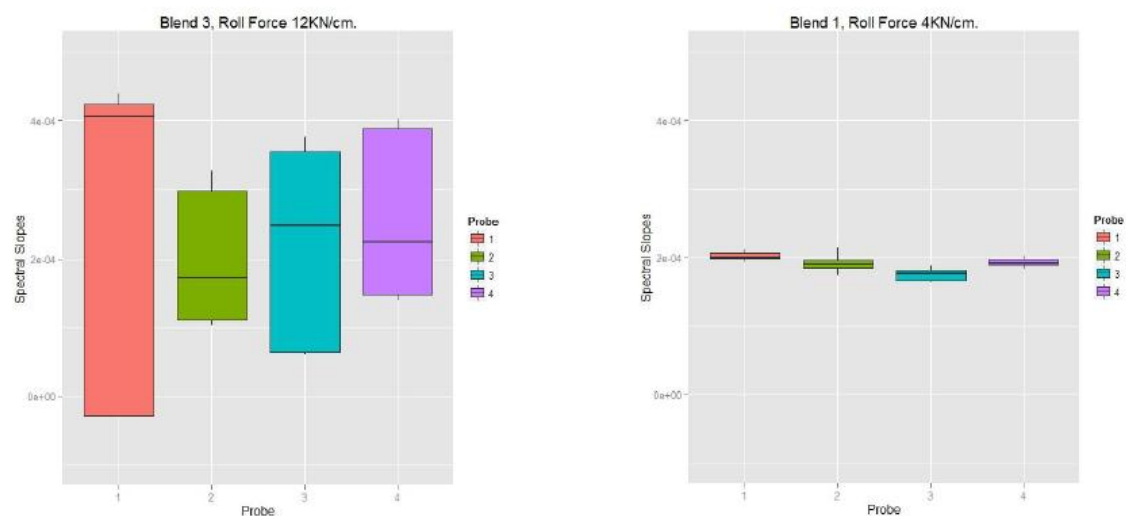 Blend 3, Roll Force 12KN/cm.
4e-04
2e-04
0e+00
Spectral Slopes
1 2 3 4
Probe
Probe
1
2
3
4
Blend 1, Roll Force 4KN/cm.
4e-04
2e-04
0e+00
Spectral Slopes
1 2 3 4
Probe
Probe
1
2
3
4